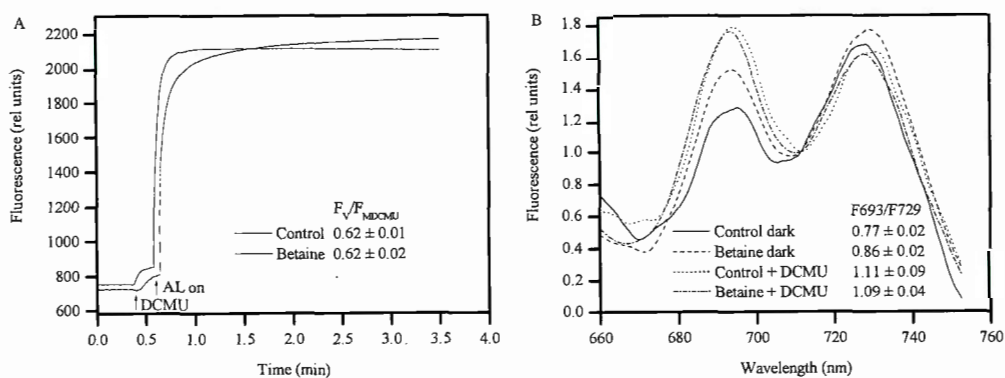 A
2200
2000
1800
1600
1400
1200
1000
800
600
Fluorescence (rel units)
F_V/F_MDCMU
Control 0.62 ± 0.01
Betaine 0.62 ± 0.02
AL on
DCMU
0.0 0.5 1.0 1.5 2.0 2.5 3.0 3.5 4.0
Time (min)
B
1.8
1.6
1.4
1.2
1.0
0.8
0.6
0.4
0.2
0.0
Fluorescence (rel units)
F693/F729
Control dark 0.77 ± 0.02
Betaine dark 0.86 ± 0.02
Control + DCMU 1.11 ± 0.09
Betaine + DCMU 1.09 ± 0.04
660 680 700 720 740 760
Wavelength (nm)